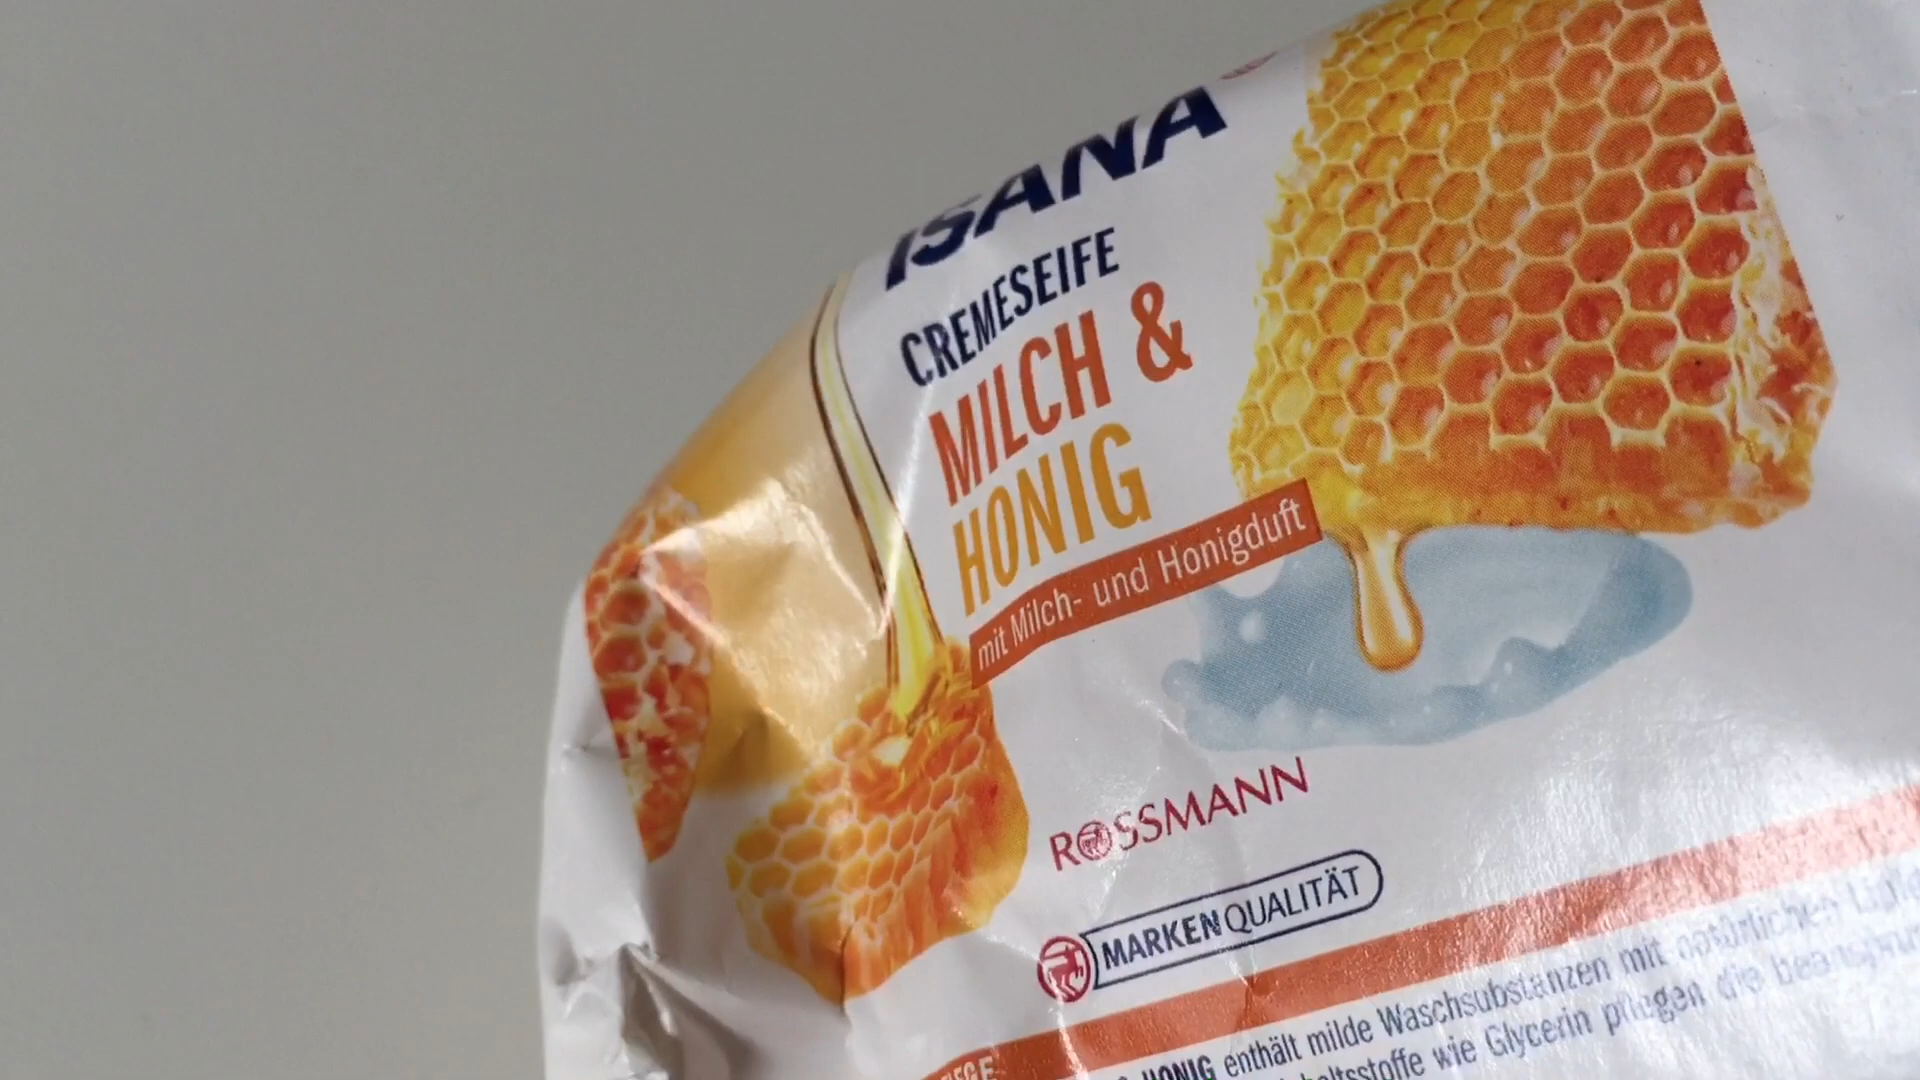 ISANA
CREMESEIFE
MILCH &
HONIG
mit Milch- und Honigduft
ROSSMANN
MARKENQUALITÄT
HONIG enthält milde Waschsubstanzen mit natürlichen
wie Glycerin pflegen die